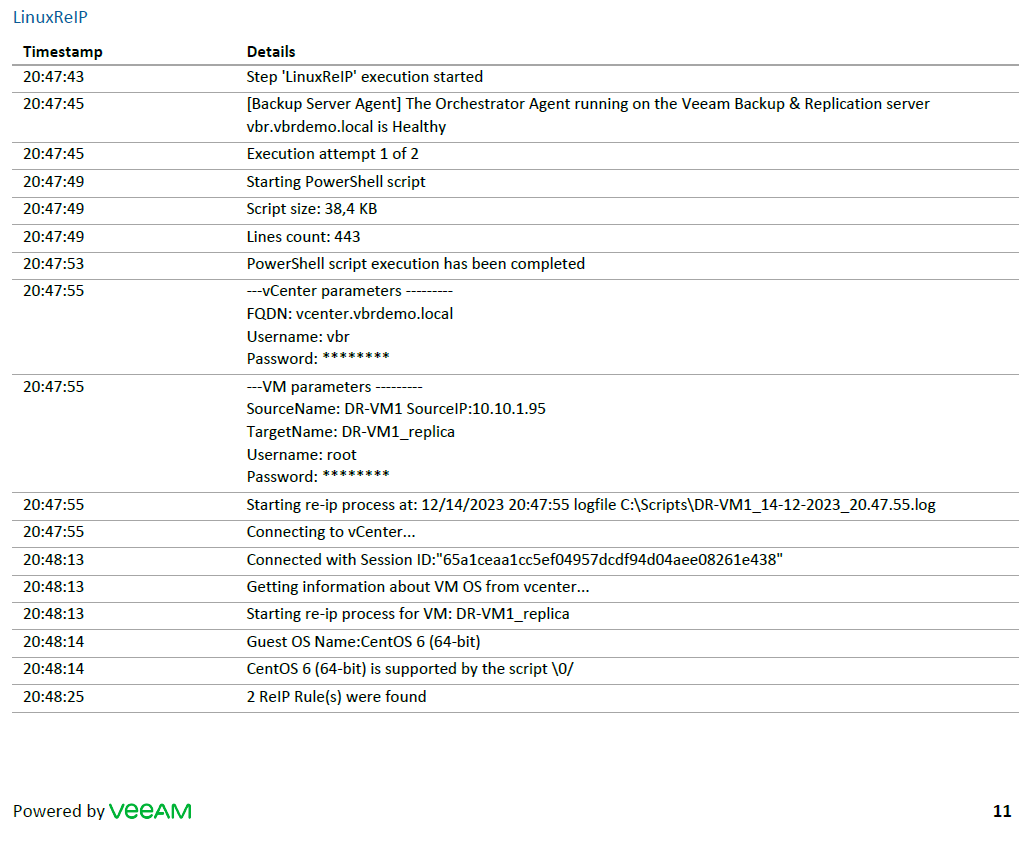 LinuxReIP
Timestamp Details
20:47:43 Step 'LinuxReIP' execution started
20:47:45 [Backup Server Agent] The Orchestrator Agent running on the Veeam Backup & Replication server
vbr.vbrdemo.local is Healthy
20:47:45 Execution attempt 1 of 2
20:47:49 Starting PowerShell script
20:47:49 Script size: 38,4 KB
20:47:49 Lines count: 443
20:47:53 PowerShell script execution has been completed
20:47:55 ---vCenter parameters ---------
FQDN: vcenter.vbrdemo.local
Username: vbr
Password: ********
20:47:55 ---VM parameters ---------
SourceName: DR-VM1 SourceIP:10.10.1.95
TargetName: DR-VM1_replica
Username: root
Password: ********
20:47:55 Starting re-ip process at: 12/14/2023 20:47:55 logfile C:\Scripts\DR-VM1_14-12-2023_20.47.55.log
20:47:55 Connecting to vCenter...
20:48:13 Connected with Session ID:"65a1ceaa1cc5ef04957dcdf94d04aee08261e438"
20:48:13 Getting information about VM OS from vcenter...
20:48:13 Starting re-ip process for VM: DR-VM1_replica
20:48:14 Guest OS Name:CentOS 6 (64-bit)
20:48:14 CentOS 6 (64-bit) is supported by the script \0/
20:48:25 2 ReIP Rule(s) were found
Powered by veeAM 11